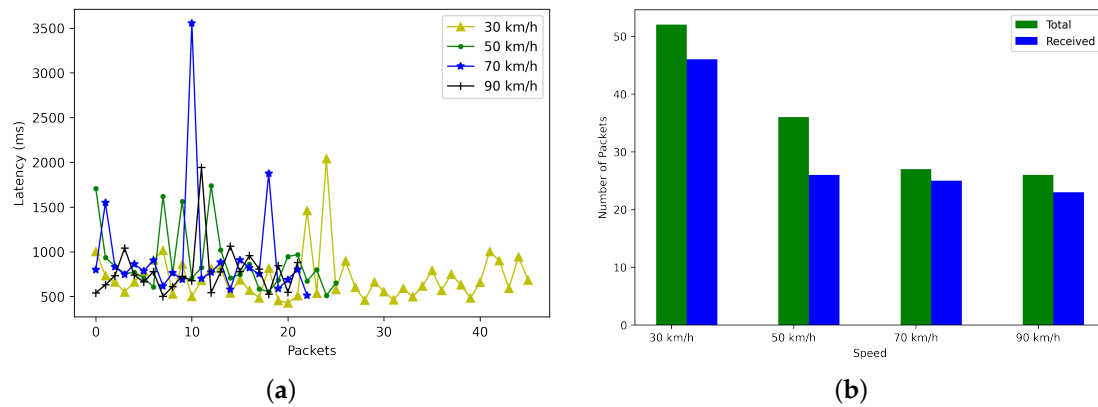 3500
3000
2500
2000
1500
1000
500
Latency (ms)
0
10
20
30
40
Packets
30 km/h
50 km/h
70 km/h
90 km/h
(a)
50
40
30
20
10
0
Number of Packets
30 km/h
50 km/h
70 km/h
90 km/h
Speed
Total
Received
(b)